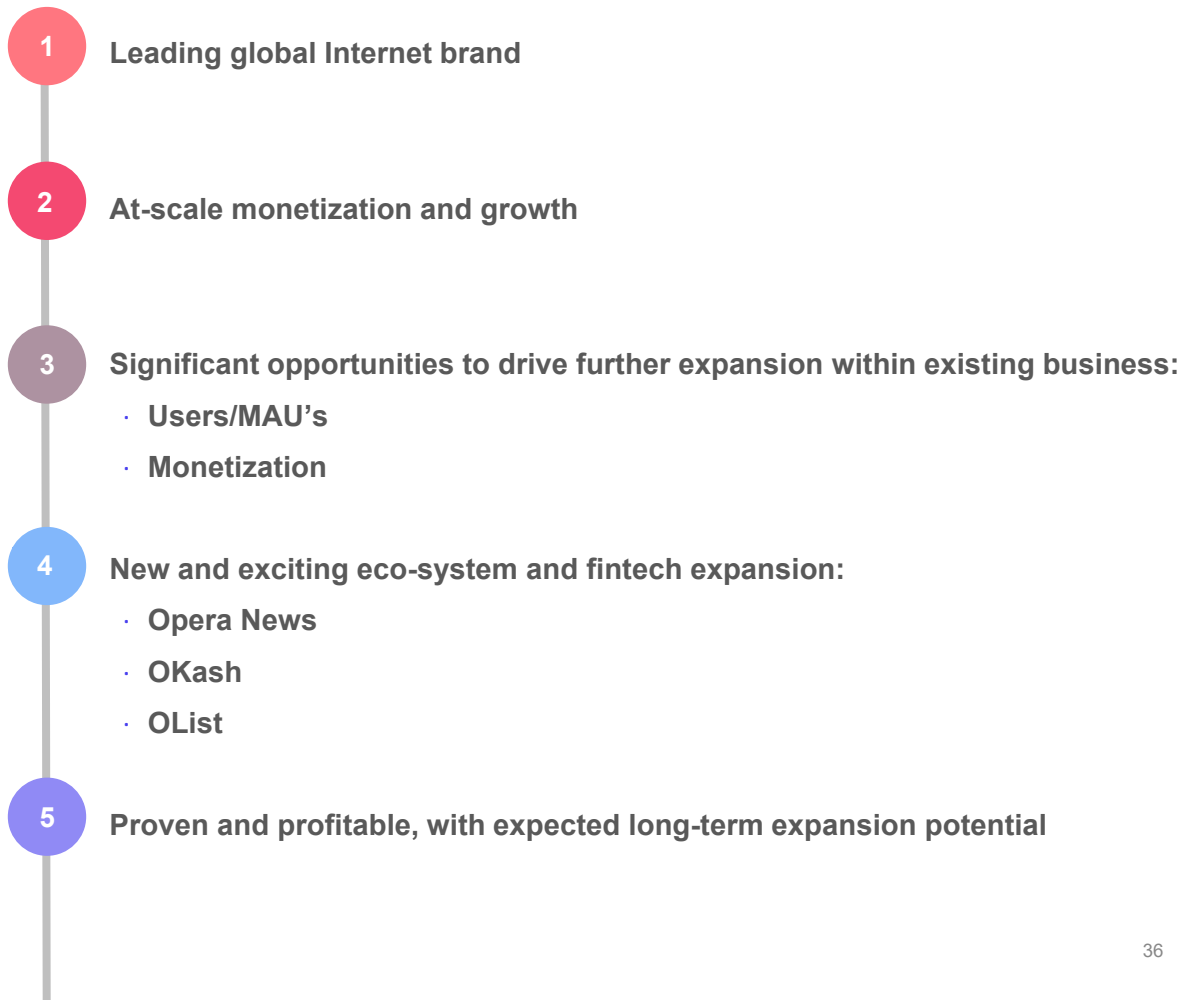 1
Leading global Internet brand
2
At-scale monetization and growth
3
Significant opportunities to drive further expansion within existing business:
· Users/MAU’s
· Monetization
4
New and exciting eco-system and fintech expansion:
· Opera News
· OKash
· OList
5
Proven and profitable, with expected long-term expansion potential
36